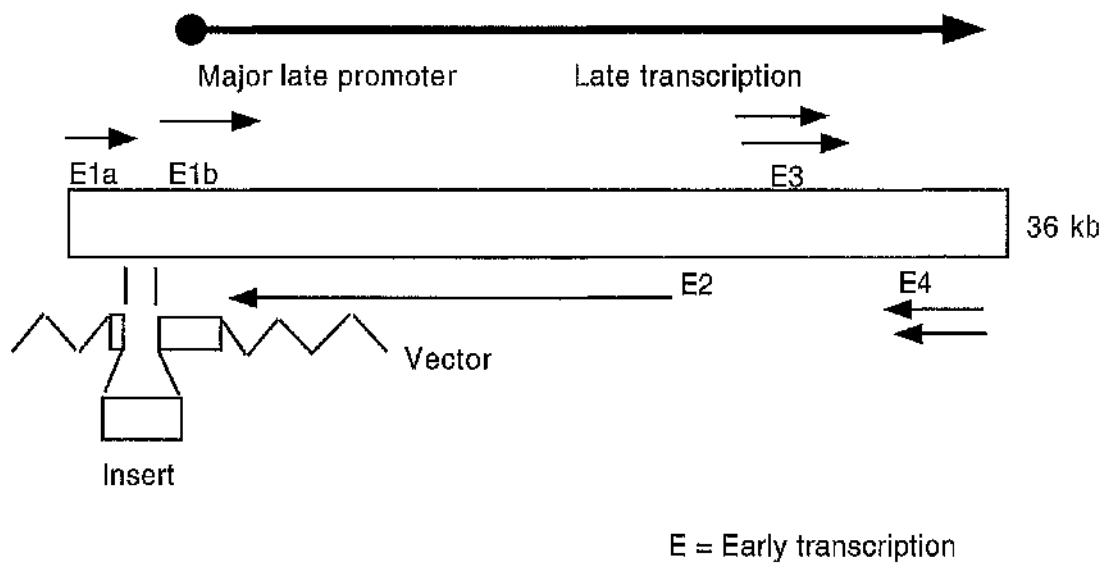 Major late promoter
Late transcription
E1a
E1b
E3
36 kb
E2
E4
Vector
Insert
E = Early transcription